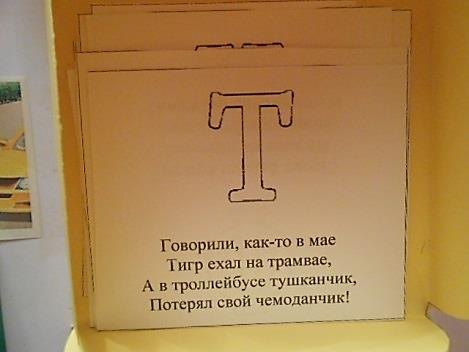 Т
Говорили, как-то в мае
Тигр ехал на трамвае,
А в троллейбусе тушканчик,
Потерял свой чемоданчик!